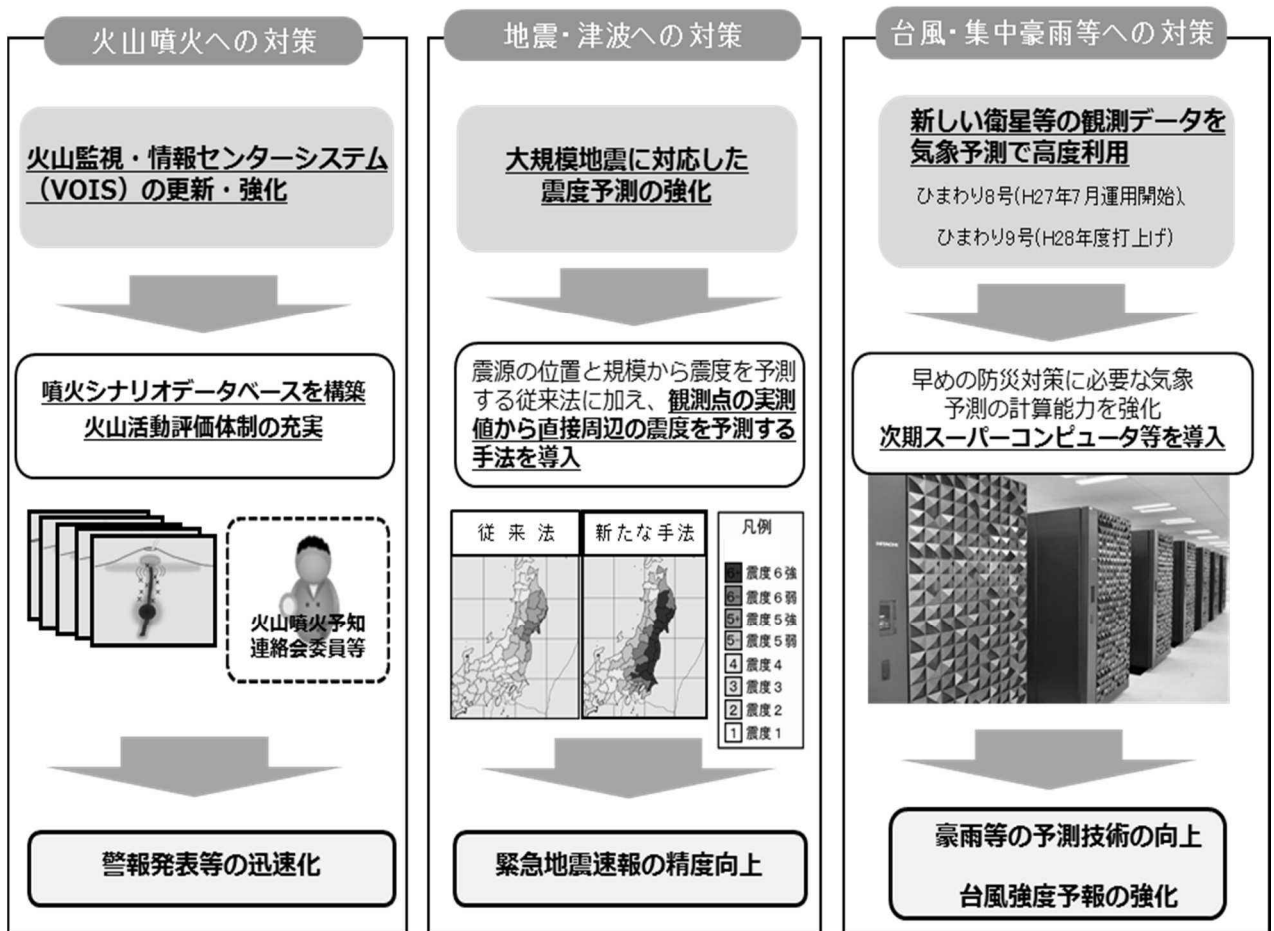 火山噴火への対策
火山監視・情報センターシステム
（VOIS）の更新・強化
噴火シナリオデータベースを構築
火山活動評価体制の充実
火山噴火予知
連絡会委員等
警報発表等の迅速化
地震・津波への対策
大規模地震に対応した
震度予測の強化
震源の位置と規模から震度を予測
する従来法に加え、観測点の実測
値から直接周辺の震度を予測する
手法を導入
従来法
新たな手法
凡例
6+ 震度6強
6- 震度6弱
5+ 震度5強
5- 震度5弱
4 震度4
3 震度3
2 震度2
1 震度1
緊急地震速報の精度向上
台風・集中豪雨等への対策
新しい衛星等の観測データを
気象予測で高度利用
ひまわり8号(H27年7月運用開始)、
ひまわり9号(H28年度打上げ)
早めの防災対策に必要な気象
予測の計算能力を強化
次期スーパーコンピュータ等を導入
HITACHI
豪雨等の予測技術の向上
台風強度予報の強化